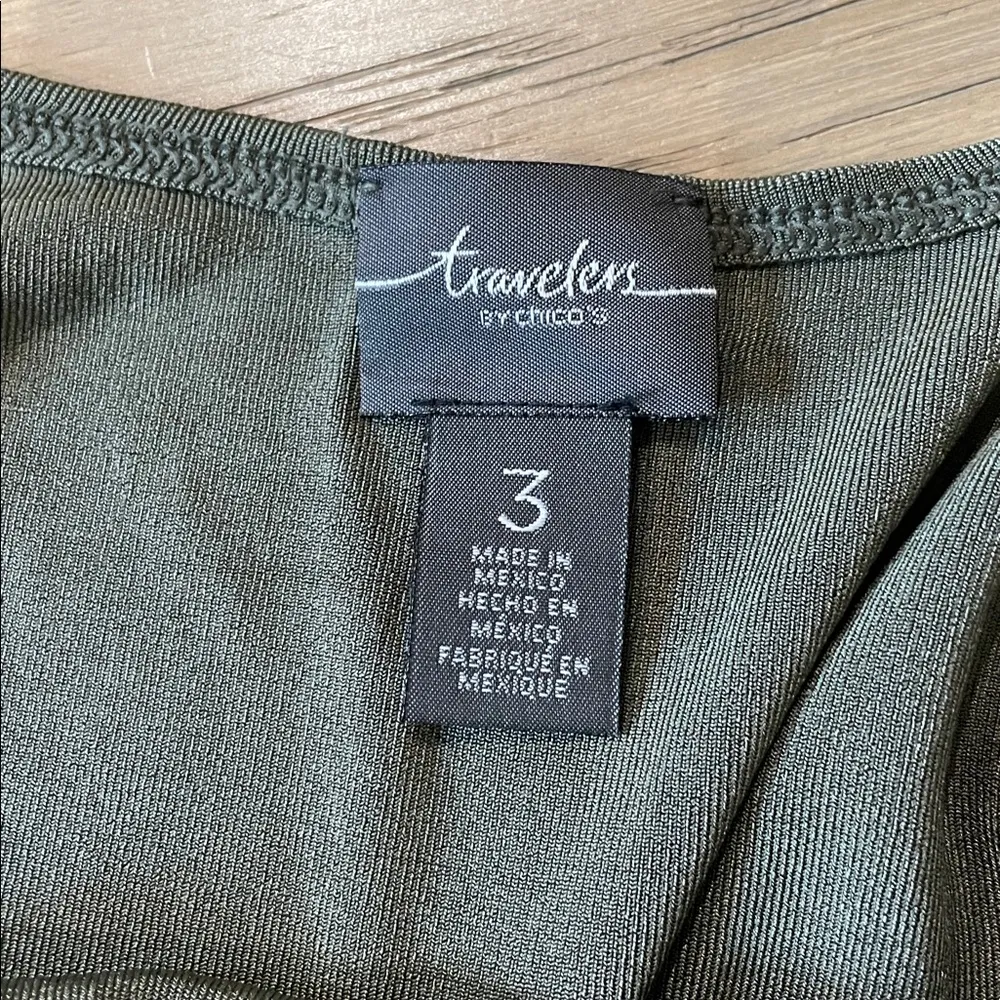 travelers
BY chico's
3
MADE IN
MEXICO
HECHO EN
MÉXICO
FABRIQUÉ EN
MEXIQUE